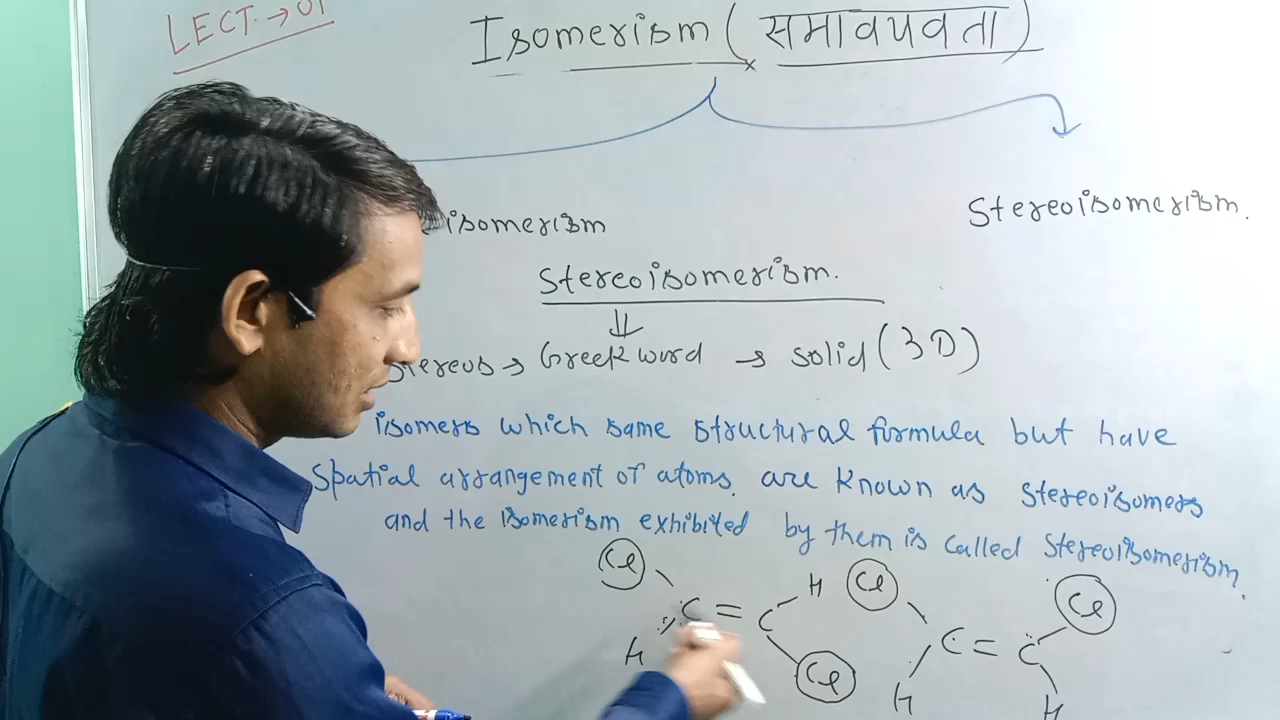 LECT. → 01
Isomerism (समावयवता)
isomerism
Stereoisomerism.
Stereoisomerism.
⇓
stereos → Greek word → solid (3D)
isomers which same structural formula but have
spatial arrangement of atoms. are known as stereoisomers
and the isomerism exhibited by them is called stereoisomerism.
Cl H Cl Cl
C = C C = C
H Cl H H